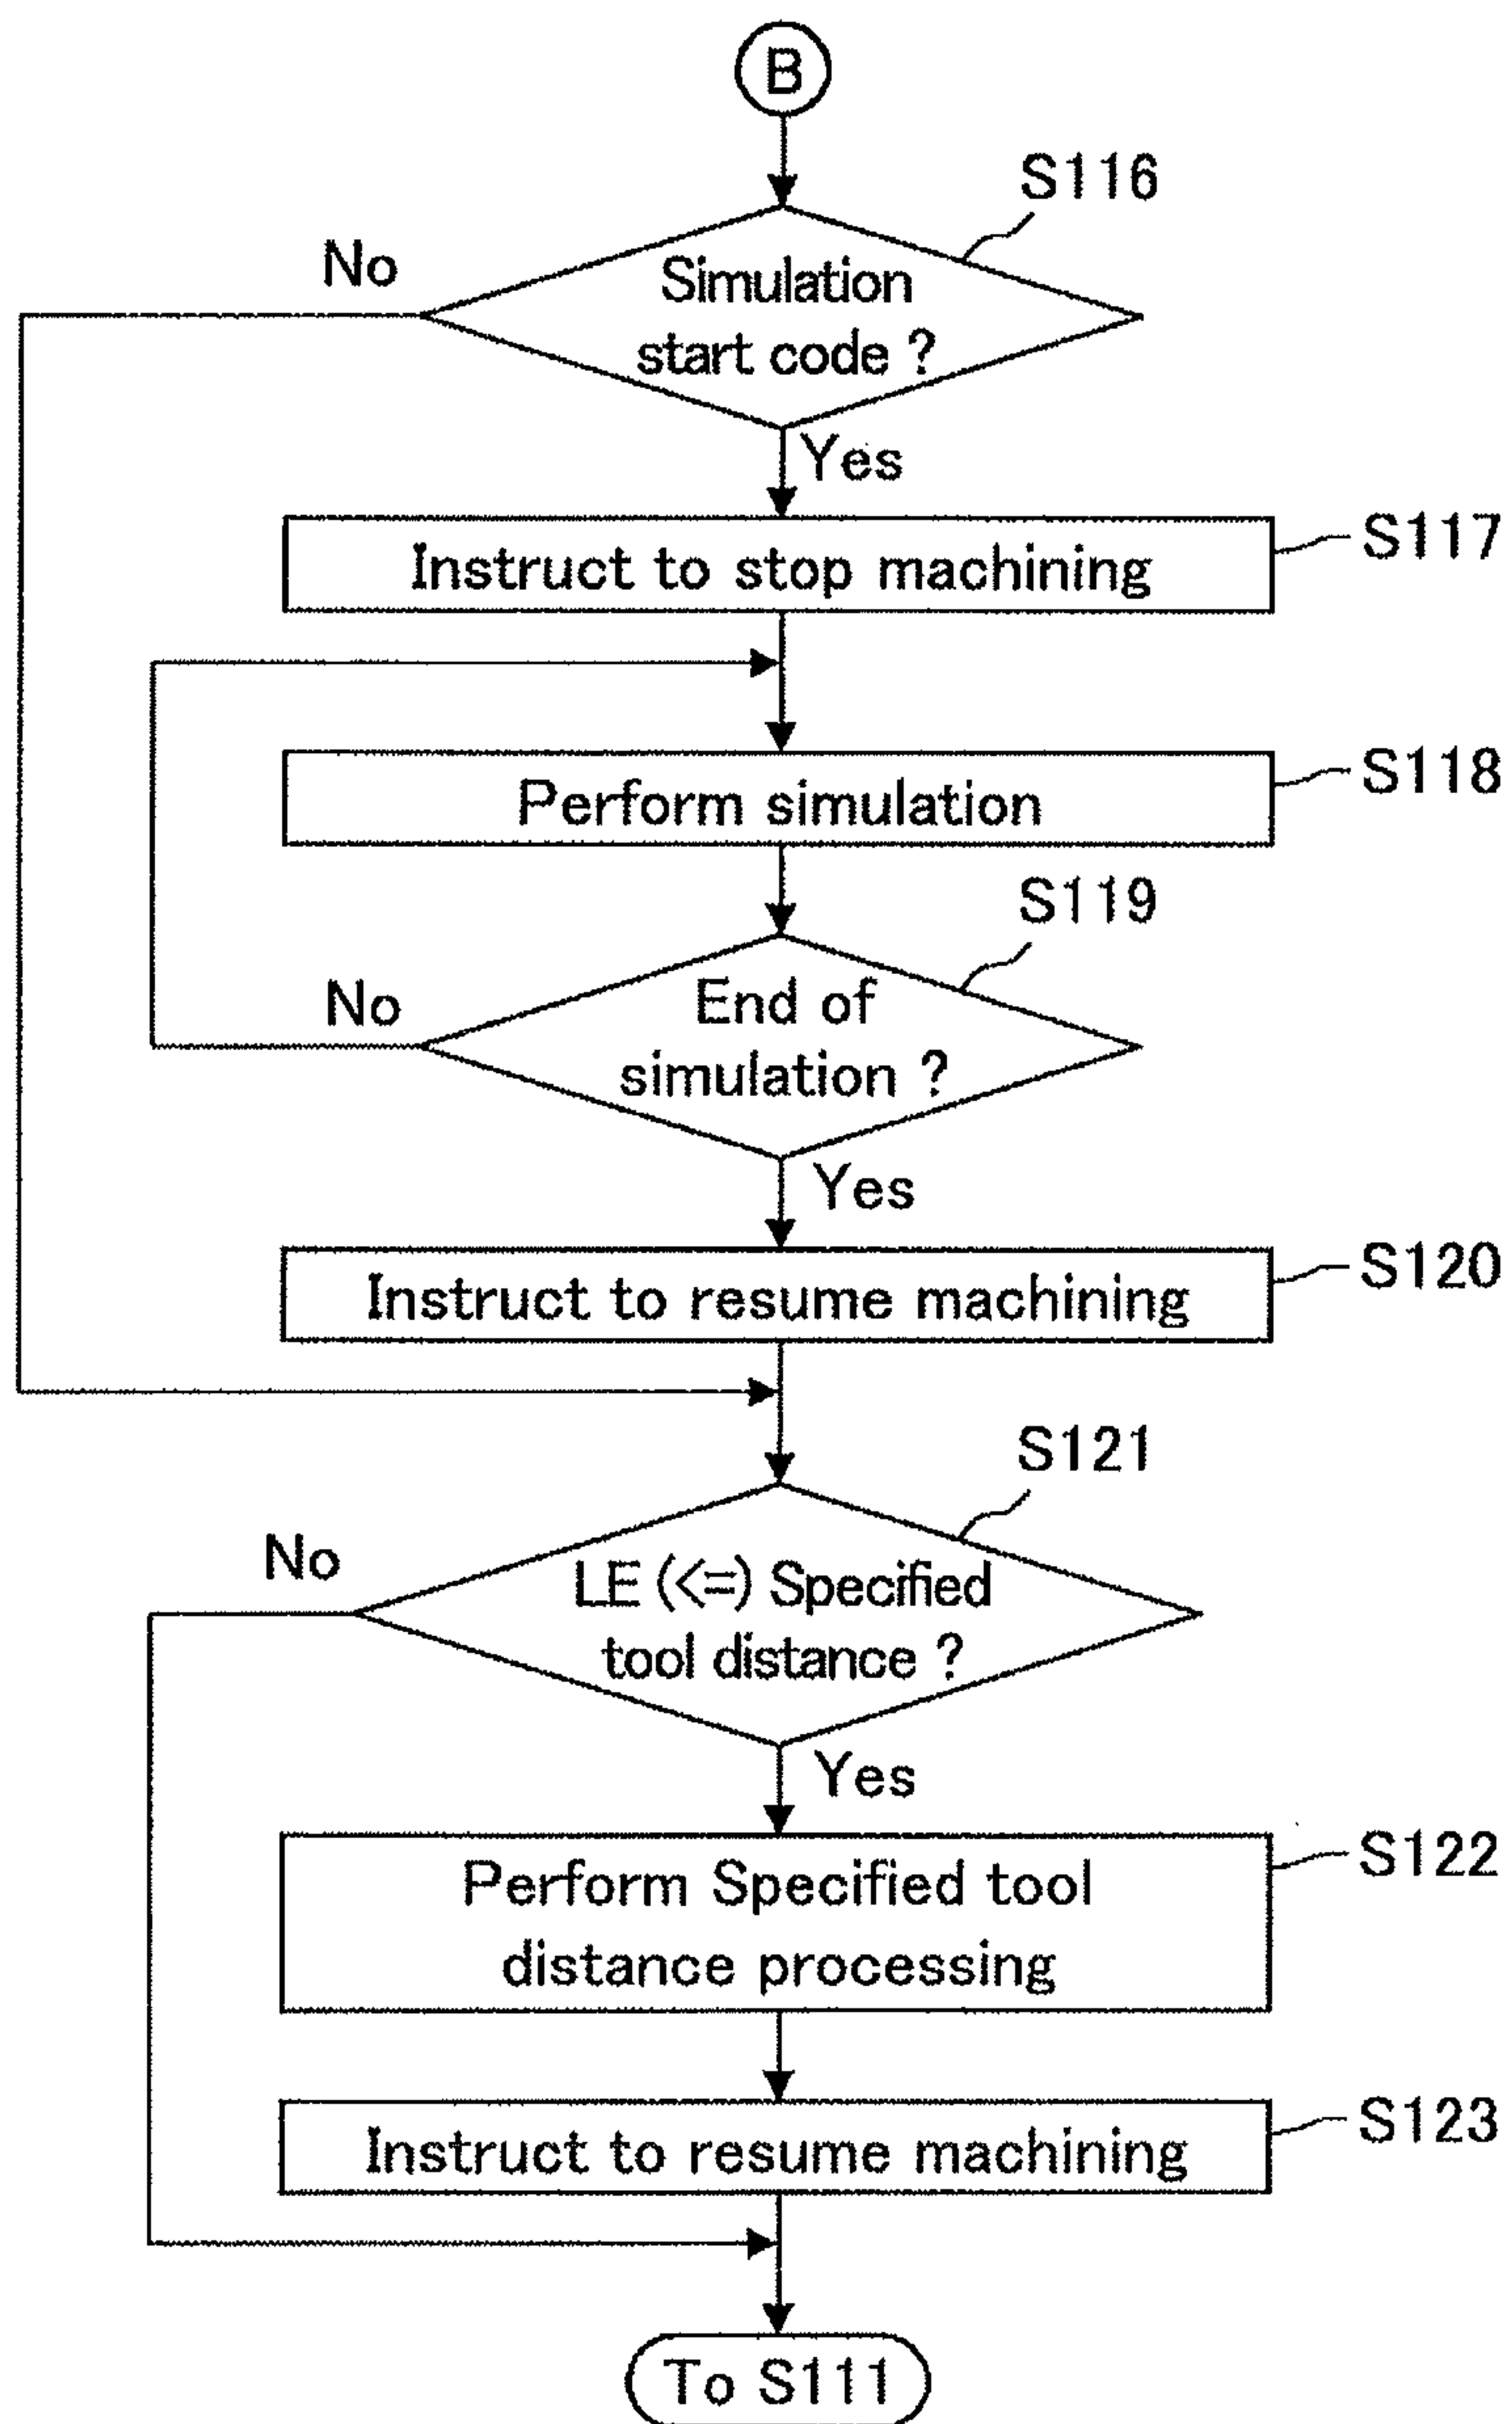 B
S116
No
Simulation
start code ?
Yes
Instruct to stop machining
S117
Perform simulation
S118
S119
No
End of
simulation ?
Yes
Instruct to resume machining
S120
S121
No
LE (<=) Specified
tool distance ?
Yes
Perform Specified tool
distance processing
S122
Instruct to resume machining
S123
To S111